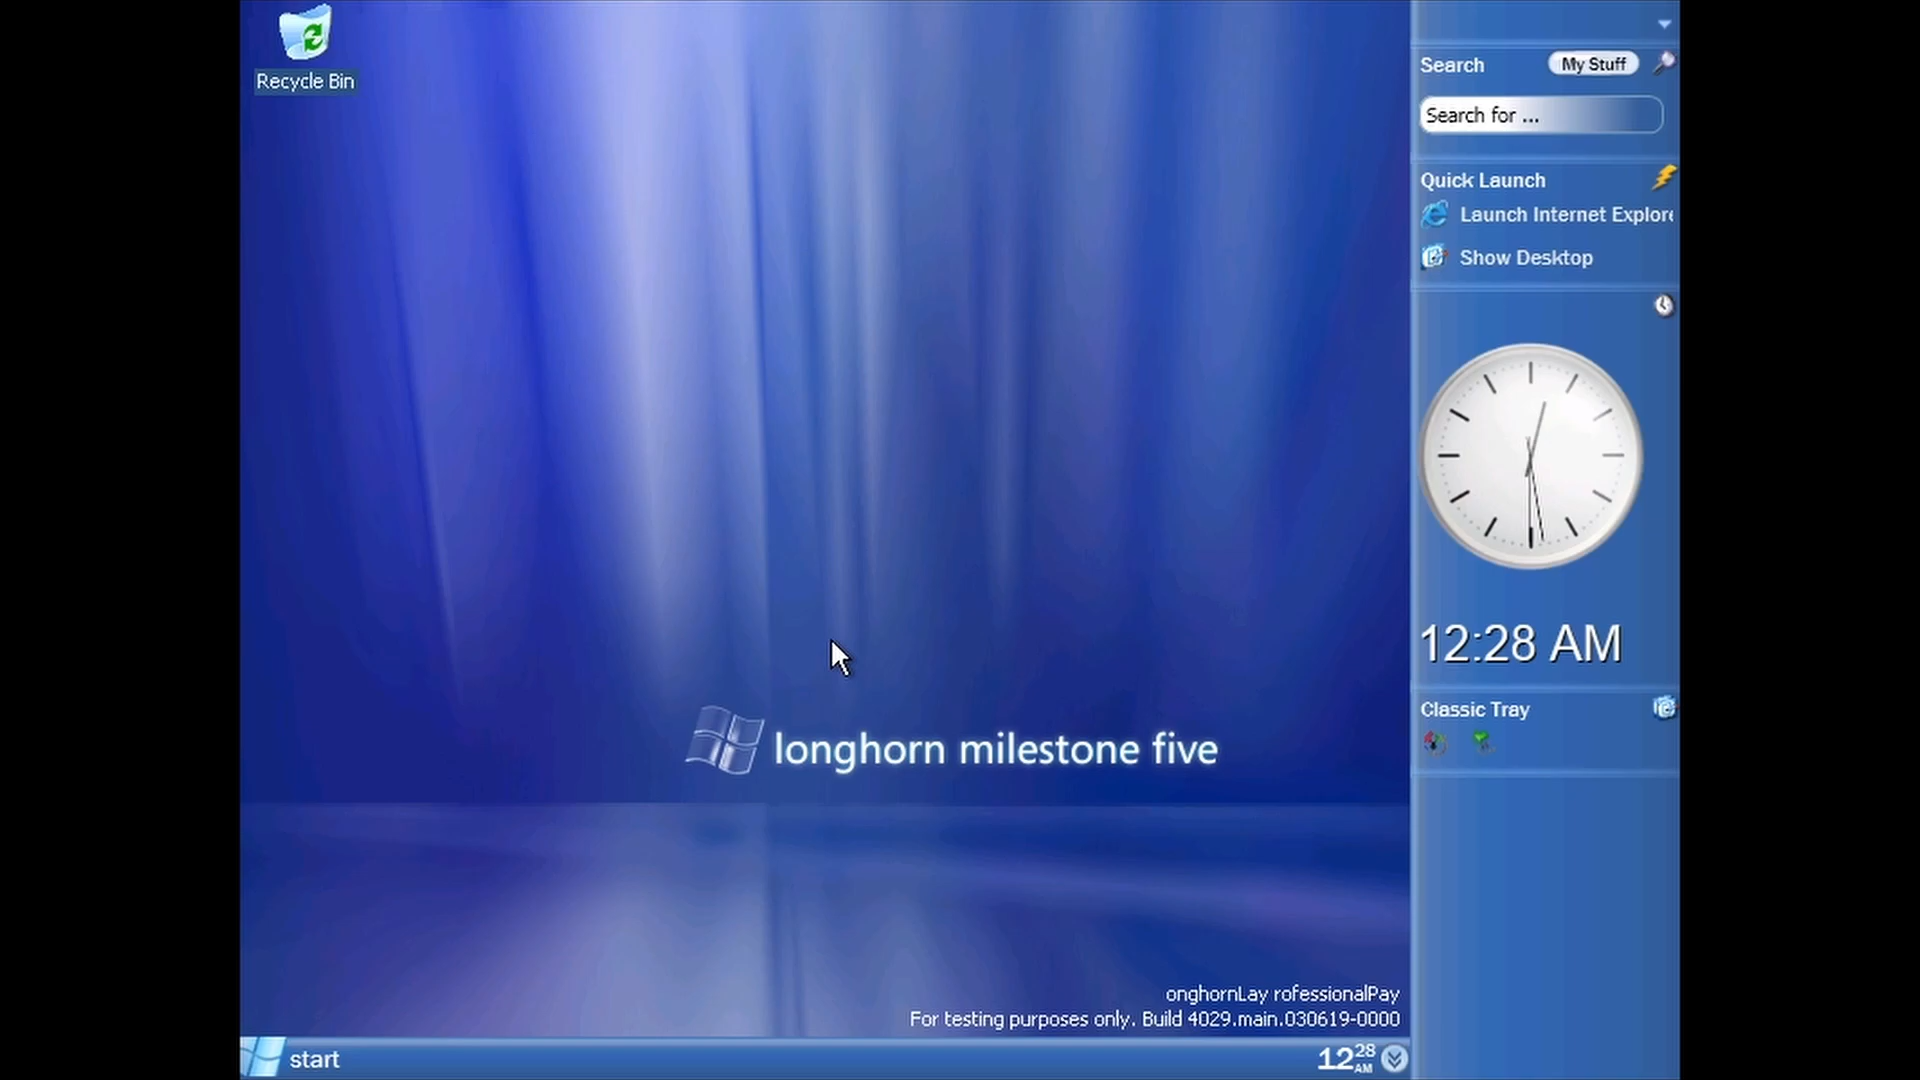 Recycle Bin
Search My Stuff
Search for ...
Quick Launch
Launch Internet Explore
Show Desktop
12:28 AM
Classic Tray
longhorn milestone five
onghornLay rofessionalPay
For testing purposes only. Build 4029.main.030619-0000
start
12 28 AM